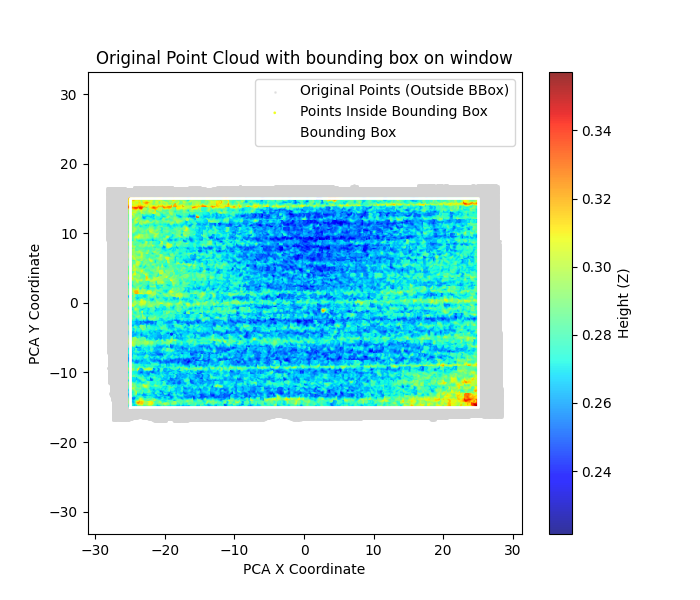 Original Point Cloud with bounding box on window
Original Points (Outside BBox)
Points Inside Bounding Box
Bounding Box
30
20
10
0
−10
−20
−30
PCA Y Coordinate
−30
−20
−10
0
10
20
30
PCA X Coordinate
0.34
0.32
0.30
0.28
0.26
0.24
Height (Z)